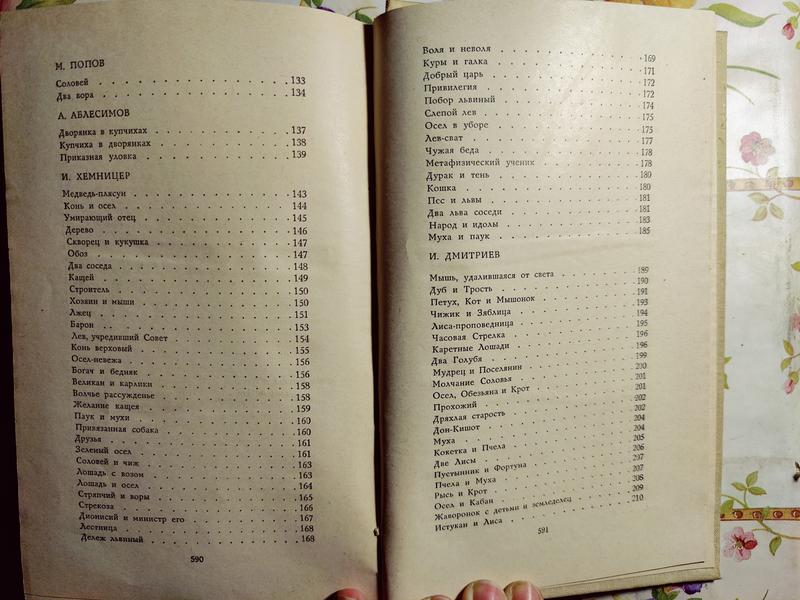 М. ПОПОВ
Соловей . . . . . . . . . . 133
Два вора . . . . . . . . . . 134
А. АБЛЕСИМОВ
Дворянка в купчихах . . . . . . . . . . 137
Купчиха в дворянках . . . . . . . . . . 138
Приказная уловка . . . . . . . . . . 139
И. ХЕМНИЦЕР
Медведь-плясун . . . . . . . . . . 143
Конь и осел . . . . . . . . . . 144
Умирающий отец . . . . . . . . . . 145
Дерево . . . . . . . . . . 146
Скворец и кукушка . . . . . . . . . . 147
Обоз . . . . . . . . . . 147
Два соседа . . . . . . . . . . 148
Кащей . . . . . . . . . . 149
Строитель . . . . . . . . . . 150
Хозяин и мыши . . . . . . . . . . 150
Лжец . . . . . . . . . . 151
Барон . . . . . . . . . . 153
Лев, учредивший Совет . . . . . . . . . . 154
Конь верховый . . . . . . . . . . 155
Осел-невежа . . . . . . . . . . 156
Богач и бедняк . . . . . . . . . . 156
Великан и карлики . . . . . . . . . . 158
Волчье рассужденье . . . . . . . . . . 158
Желание кащея . . . . . . . . . . 159
Паук и мухи . . . . . . . . . . 160
Привязанная собака . . . . . . . . . . 160
Друзья . . . . . . . . . . 161
Зеленый осел . . . . . . . . . . 161
Соловей и чиж . . . . . . . . . . 163
Лошадь с возом . . . . . . . . . . 163
Лошадь и осел . . . . . . . . . . 164
Стряпчий и воры . . . . . . . . . . 165
Стрекоза . . . . . . . . . . 166
Дионисий и министр его . . . . . . . . . . 167
Лестница . . . . . . . . . . 168
Дележ львиный . . . . . . . . . . 168
590
Воля и неволя . . . . . . . . . . 169
Куры и галка . . . . . . . . . . 171
Добрый царь . . . . . . . . . . 172
Привилегия . . . . . . . . . . 172
Побор львиный . . . . . . . . . . 174
Слепой лев . . . . . . . . . . 175
Осел в уборе . . . . . . . . . . 175
Лев-сват . . . . . . . . . . 177
Чужая беда . . . . . . . . . . 178
Метафизический ученик . . . . . . . . . . 178
Дурак и тень . . . . . . . . . . 180
Кошка . . . . . . . . . . 180
Пес и львы . . . . . . . . . . 181
Два льва соседи . . . . . . . . . . 181
Народ и идолы . . . . . . . . . . 183
Муха и паук . . . . . . . . . . 185
И. ДМИТРИЕВ
Мышь, удалившаяся от света . . . . . . . . . . 189
Дуб и Трость . . . . . . . . . . 190
Петух, Кот и Мышонок . . . . . . . . . . 191
Чижик и Зяблица . . . . . . . . . . 193
Лиса-проповедница . . . . . . . . . . 194
Часовая Стрелка . . . . . . . . . . 195
Каретные Лошади . . . . . . . . . . 196
Два Голубя . . . . . . . . . . 196
Мудрец и Поселянин . . . . . . . . . . 199
Молчание Соловья . . . . . . . . . . 200
Осел, Обезьяна и Крот . . . . . . . . . . 201
Прохожий . . . . . . . . . . 201
Дряхлая старость . . . . . . . . . . 202
Дон-Кишот . . . . . . . . . . 202
Муха . . . . . . . . . . 204
Кокетка и Пчела . . . . . . . . . . 204
Две Лисы . . . . . . . . . . 205
Пустынник и Фортуна . . . . . . . . . . 206
Пчела и Муха . . . . . . . . . . 207
Рысь и Крот . . . . . . . . . . 207
Осел и Кабан . . . . . . . . . . 208
Жаворонок с детьми и земледелец . . . . . . . . . . 209
Истукан и Лиса . . . . . . . . . . 210
591